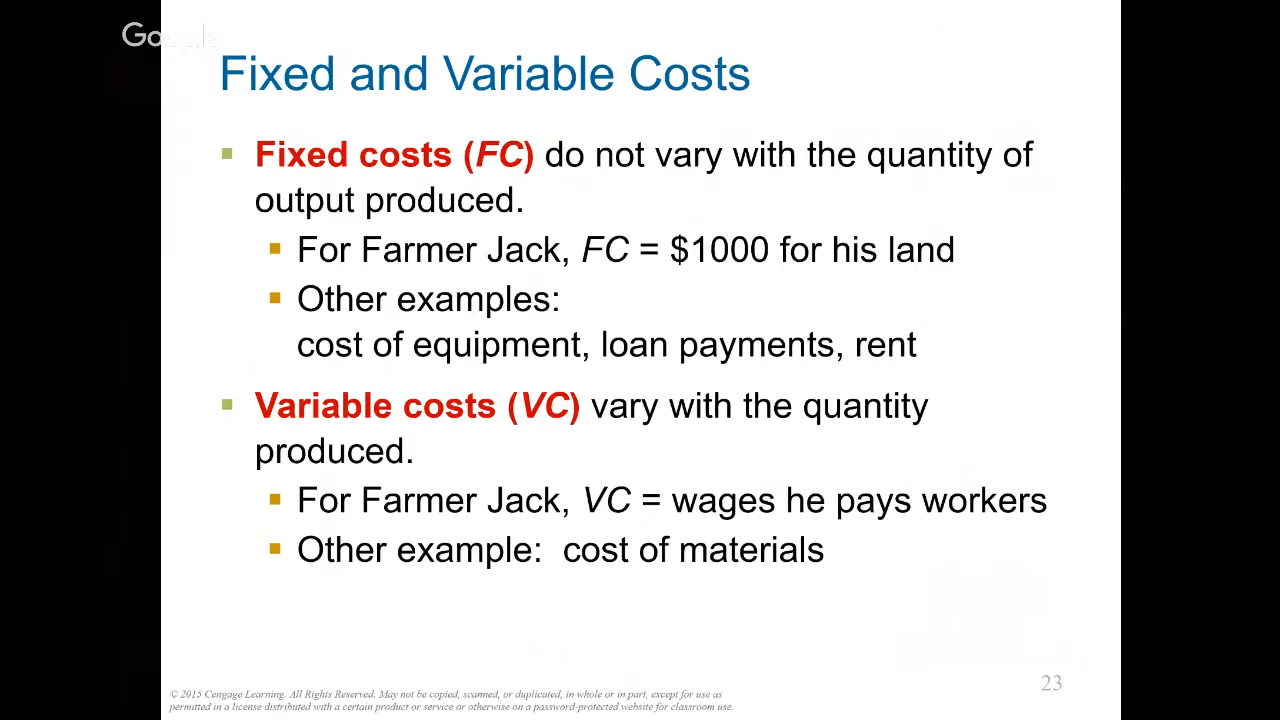 Google
Fixed and Variable Costs
Fixed costs (FC) do not vary with the quantity of
output produced.
For Farmer Jack, FC = $1000 for his land
Other examples:
cost of equipment, loan payments, rent
Variable costs (VC) vary with the quantity
produced.
For Farmer Jack, VC = wages he pays workers
Other example: cost of materials
23
© 2015 Cengage Learning. All Rights Reserved. May not be copied, scanned, or duplicated, in whole or in part, except for use as
permitted in a license distributed with a certain product or service or otherwise on a password-protected website for classroom use.